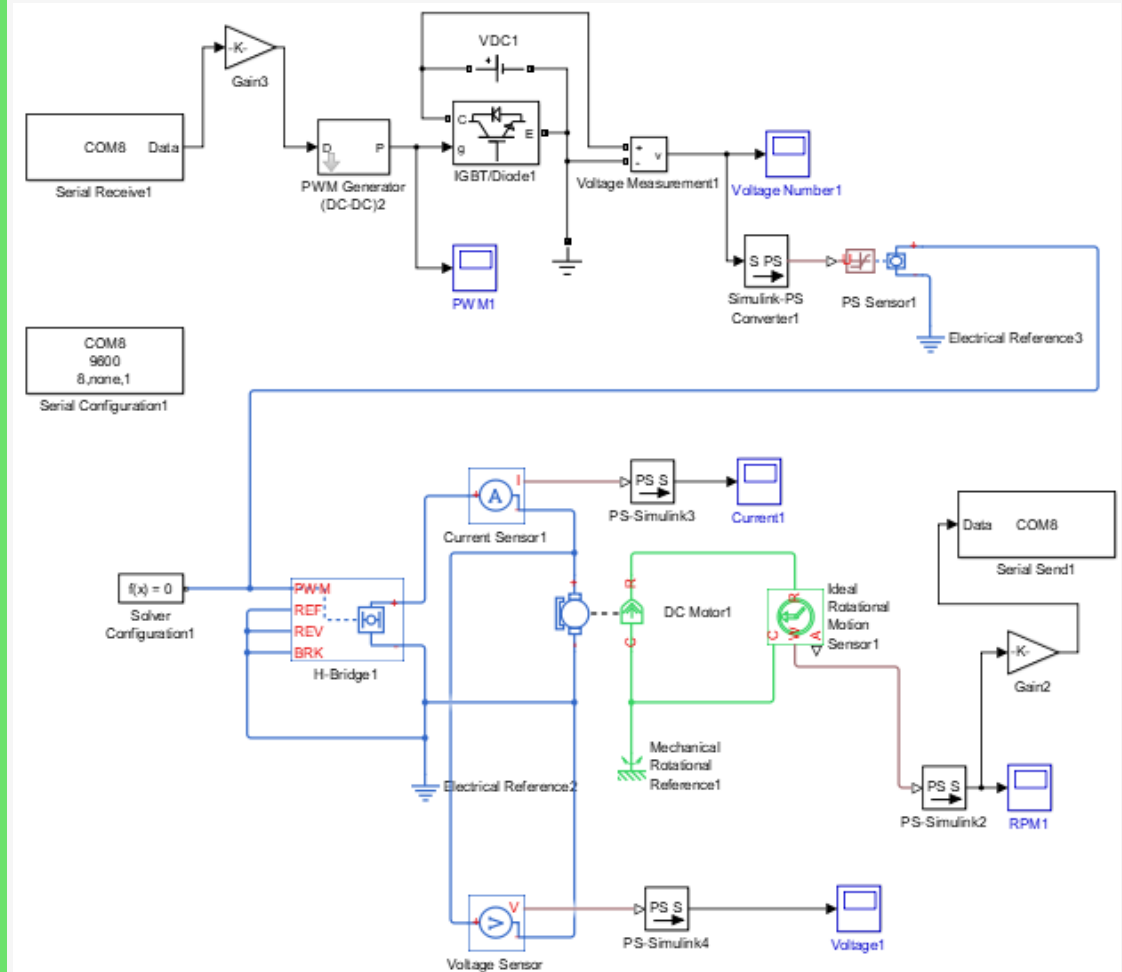 -K-
Gain3
COM8 Data
Serial Receive1
D P
PWM Generator
(DC-DC)2
VDC1
+
C
E
g
IGBT/Diode1
+
-
v
Voltage Measurement1
Voltage Number1
PWM1
S PS
Simulink-PS
Converter1
U
PS Sensor1
+
-
Electrical Reference3
COM8
9600
8,none,1
Serial Configuration1
f(x) = 0
Solver
Configuration1
PWM
REF
REV
BRK
+
-
H-Bridge1
A
+
I
-
Current Sensor1
PS S
PS-Simulink3
Current1
+
-
R
C
DC Motor1
R
C
W
A
Ideal
Rotational
Motion
Sensor1
Data COM8
Serial Send1
-K-
Gain2
Mechanical
Rotational
Reference1
Electrical Reference2
PS S
PS-Simulink2
RPM1
V
+
V
-
Voltage Sensor
PS S
PS-Simulink4
Voltage1